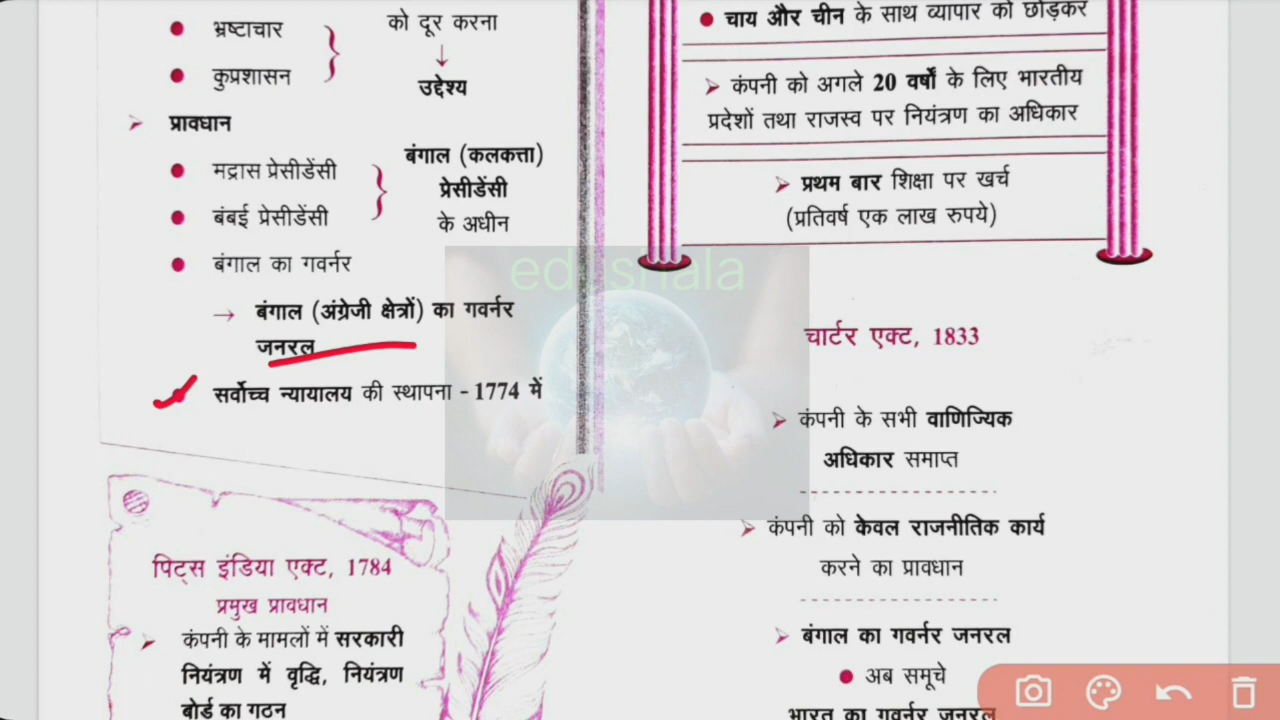 भ्रष्टाचार
कुप्रशासन
को दूर करना
उद्देश्य
प्रावधान
मद्रास प्रेसीडेंसी
बंबई प्रेसीडेंसी
बंगाल (कलकत्ता)
प्रेसीडेंसी
के अधीन
बंगाल का गवर्नर
→ बंगाल (अंग्रेजी क्षेत्रों) का गवर्नर
जनरल
सर्वोच्च न्यायालय की स्थापना - 1774 में
पिट्स इंडिया एक्ट, 1784
प्रमुख प्रावधान
कंपनी के मामलों में सरकारी
नियंत्रण में वृद्धि, नियंत्रण
बोर्ड का गठन
चाय और चीन के साथ व्यापार को छोड़कर
कंपनी को अगले 20 वर्षों के लिए भारतीय
प्रदेशों तथा राजस्व पर नियंत्रण का अधिकार
प्रथम बार शिक्षा पर खर्च
(प्रतिवर्ष एक लाख रुपये)
चार्टर एक्ट, 1833
कंपनी के सभी वाणिज्यिक
अधिकार समाप्त
कंपनी को केवल राजनीतिक कार्य
करने का प्रावधान
बंगाल का गवर्नर जनरल
अब समूचे
भारत का गवर्नर जनरल